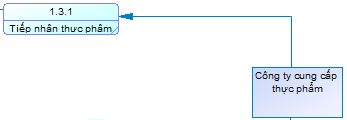 1.3.1
Tiếp nhận thực phẩm
Công ty cung cấp
thực phẩm